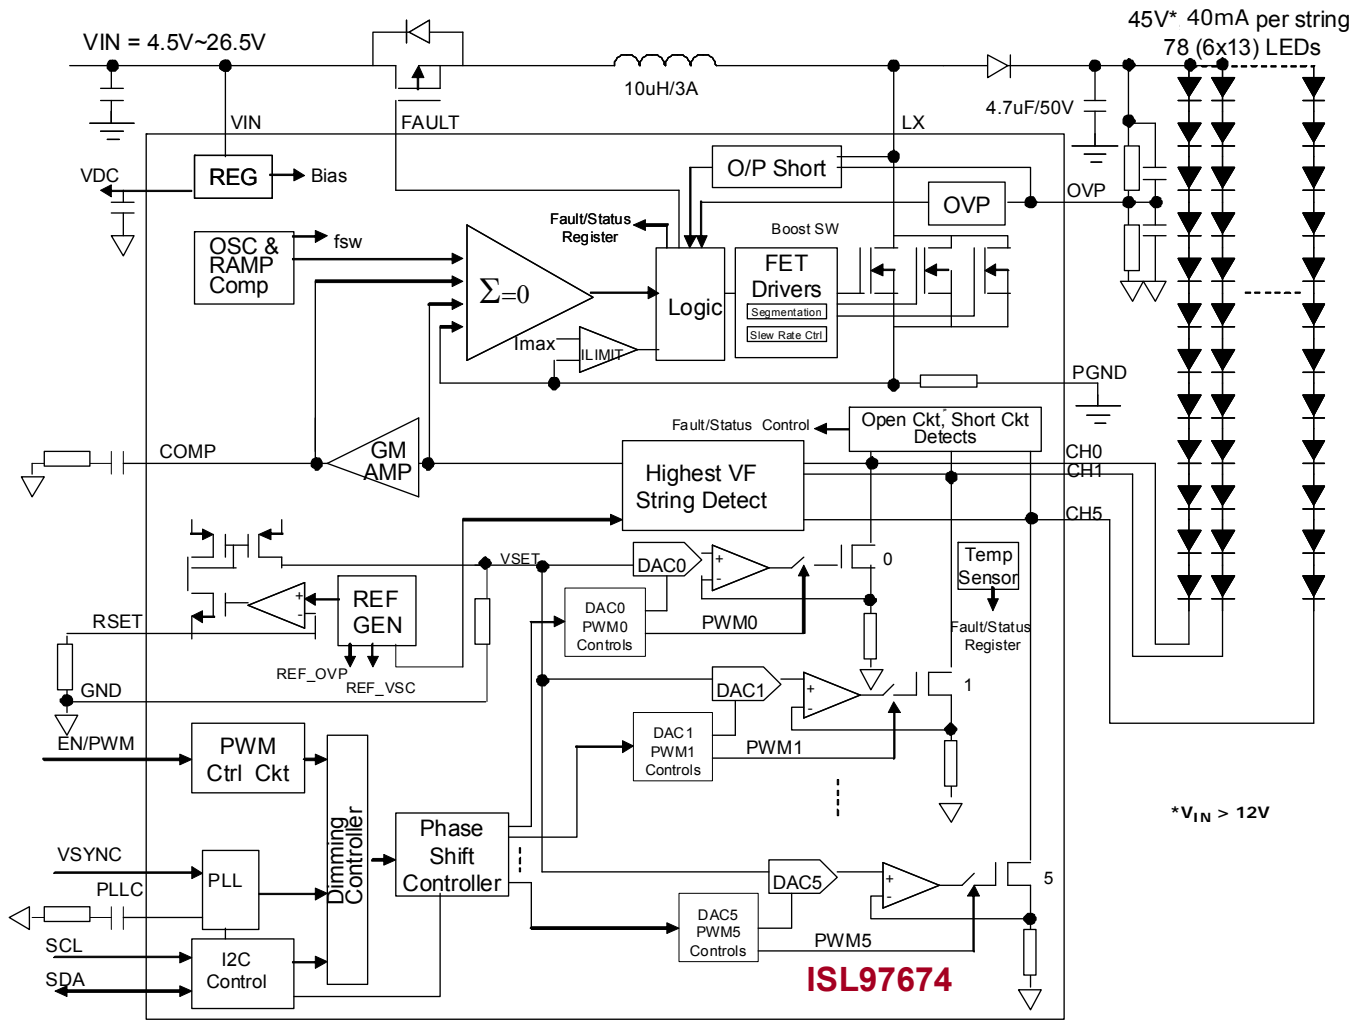 45V* 40mA per string
VIN = 4.5V~26.5V
78 (6x13) LEDs
10uH/3A
4.7uF/50V
VIN
FAULT
LX
O/P Short
REG
Bias
VDC
OVP
OVP
Fault/Status
Register
Boost SW
OSC &
RAMP
Comp
fsw
Σ=0
Logic
FET
Drivers
Segmentation
Slew Rate Ctrl
Imax
ILIMIT
PGND
Fault/Status Control
Open Ckt, Short Ckt
Detects
COMP
GM
AMP
Highest VF
String Detect
CH0
CH1
CH5
VSET
DAC0
+
-
0
Temp
Sensor
REF
GEN
+
-
DAC0
PWM0
Controls
PWM0
RSET
Fault/Status
Register
REF_OVP
REF_VSC
GND
DAC1
+
-
1
EN/PWM
PWM
Ctrl Ckt
DAC1
PWM1
Controls
PWM1
*VIN > 12V
Dimming
Controller
Phase
Shift
Controller
VSYNC
PLL
PLLC
DAC5
+
-
5
DAC5
PWM5
Controls
PWM5
SCL
I2C
Control
SDA
ISL97674